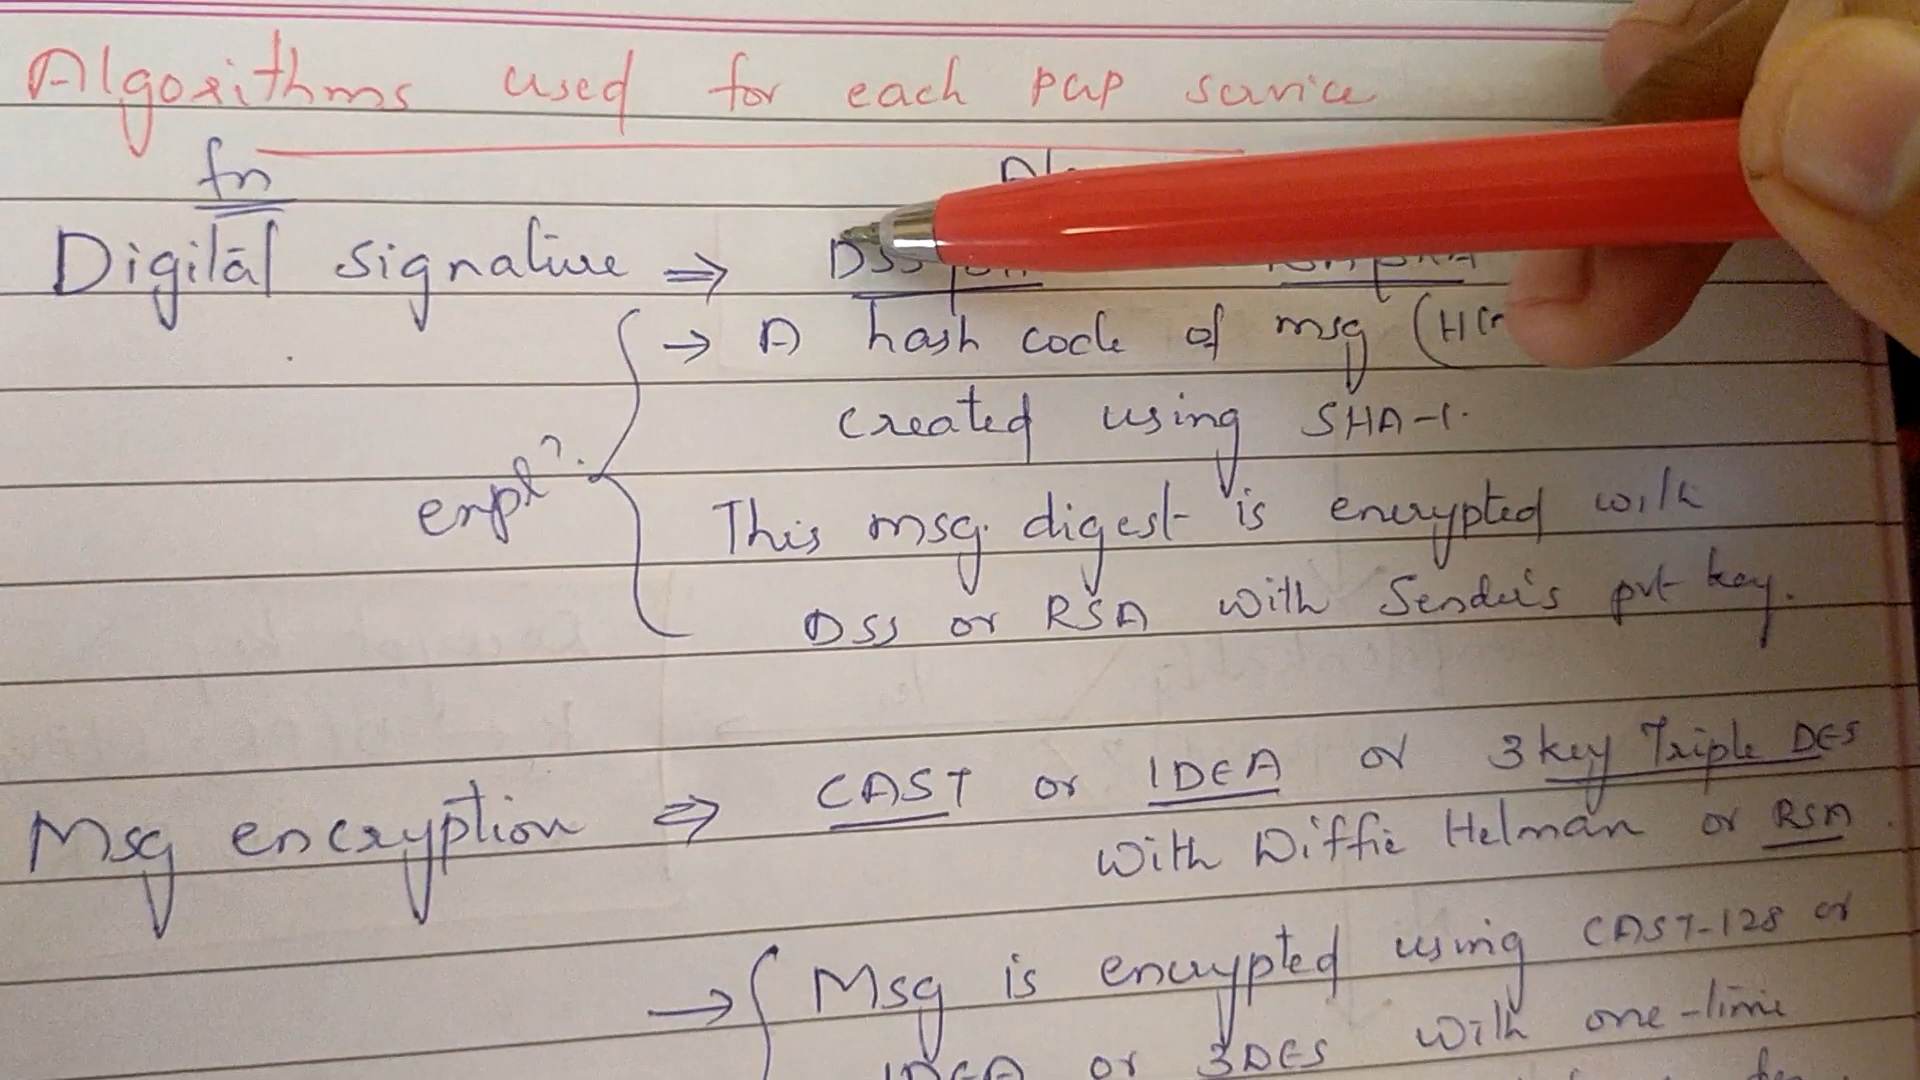 Algorithms used for each PGP service
fn
Digital signature ⇒ DSS
→ A hash code of msg
created using SHA-1.
expl?.
This msg. digest is encrypted with
DSS or RSA with Sender's pvt key.
Msg encryption ⇒ CAST or IDEA or 3 key Triple DES
with Diffie Helman or RSA.
→ Msg is encrypted using CAST-128 or
IDEA or 3DES with one-time